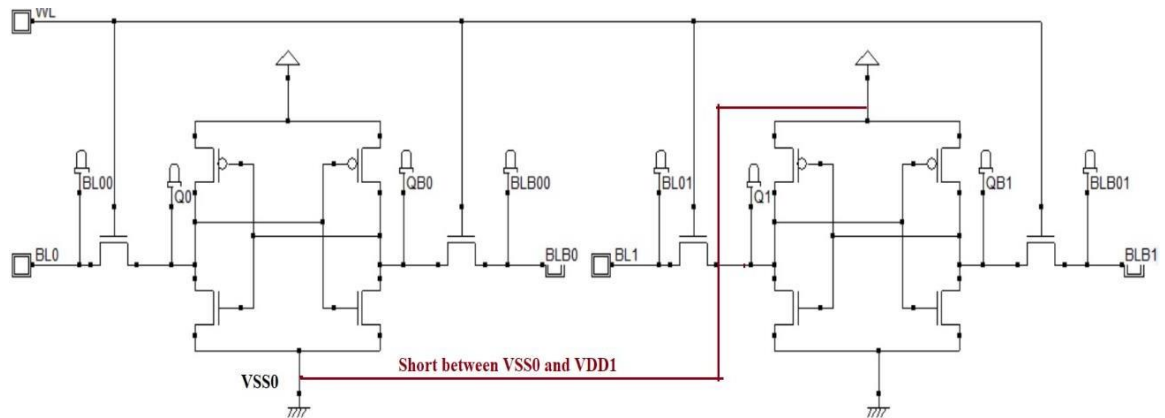 WL
BL00
Q0
QB0
BLB00
BL01
Q1
QB1
BLB01
BL0
BLB0
BL1
BLB1
Short between VSS0 and VDD1
VSS0